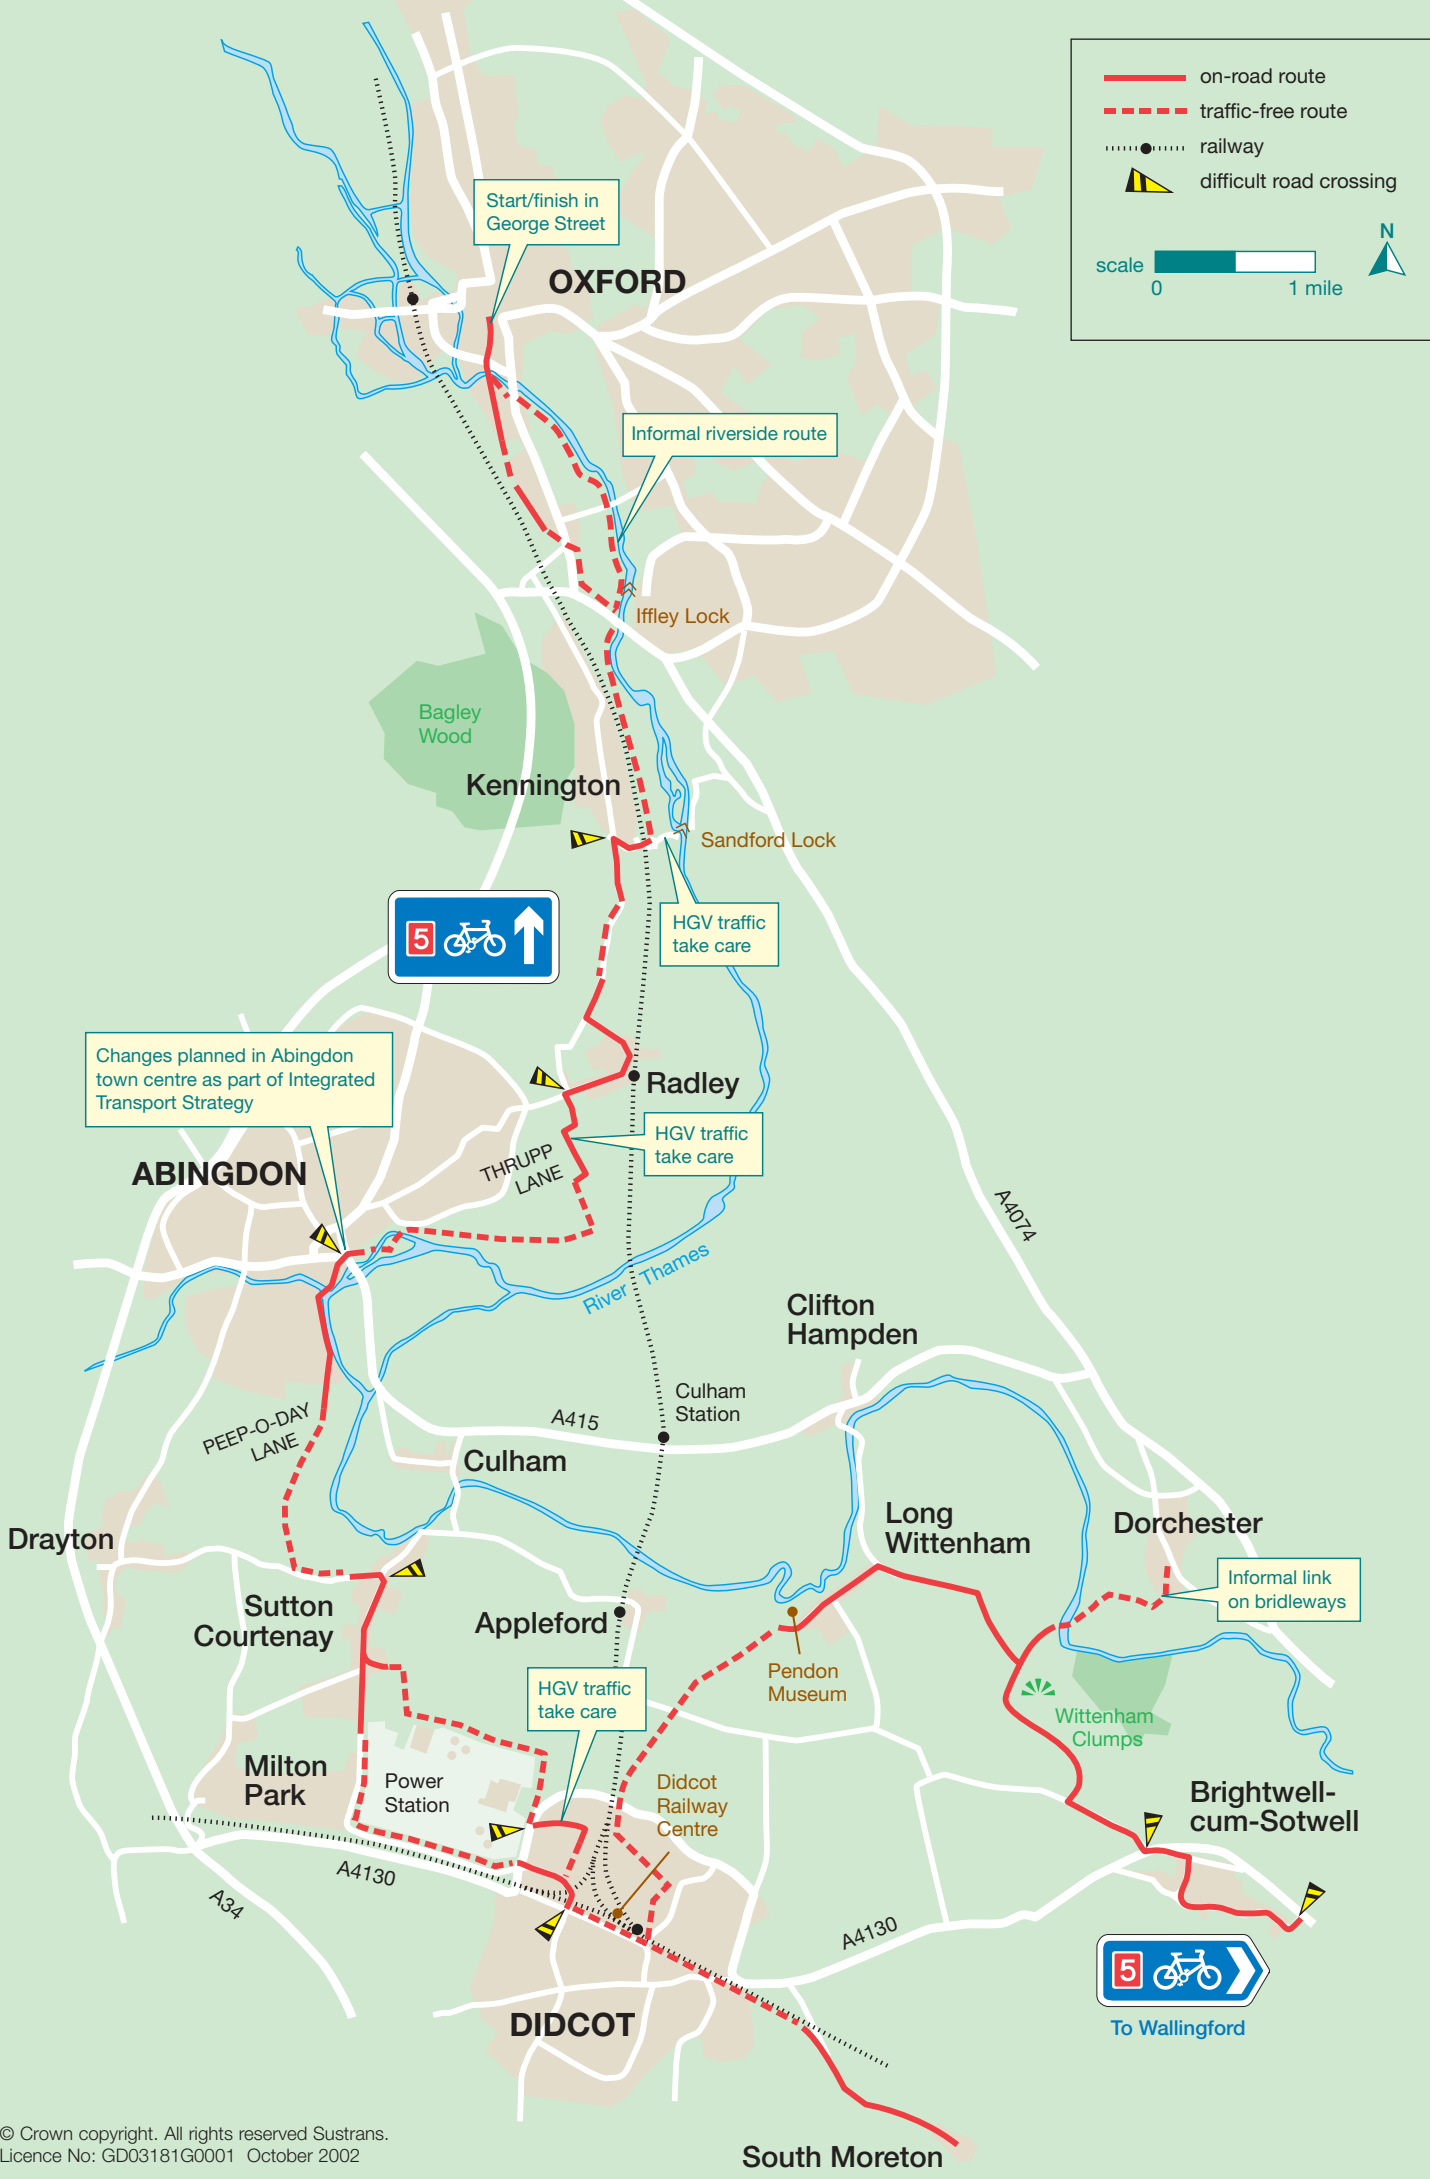 on-road route
traffic-free route
railway
difficult road crossing
N
scale
0
1 mile
Start/finish in
George Street
OXFORD
Informal riverside route
Iffley Lock
Bagley
Wood
Kennington
Sandford Lock
5
HGV traffic
take care
Changes planned in Abingdon
town centre as part of Integrated
Transport Strategy
Radley
HGV traffic
take care
THRUPP
LANE
ABINGDON
A4074
River Thames
Clifton
Hampden
Culham
Station
A415
PEEP-O-DAY
LANE
Culham
Long
Wittenham
Dorchester
Drayton
Informal link
on bridleways
Sutton
Courtenay
Appleford
Pendon
Museum
HGV traffic
take care
Wittenham
Clumps
Milton
Park
Power
Station
Didcot
Railway
Centre
Brightwell-
cum-Sotwell
A4130
A34
A4130
5
To Wallingford
DIDCOT
© Crown copyright. All rights reserved Sustrans.
Licence No: GD03181G0001 October 2002
South Moreton